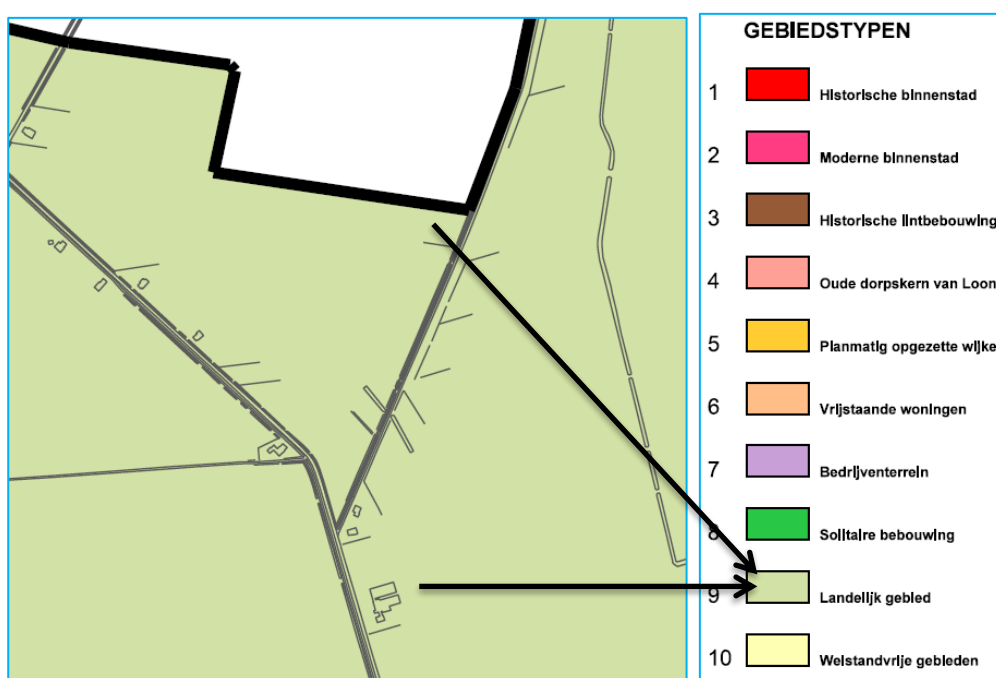 GEBIEDSTYPEN
1 Historische binnenstad
2 Moderne binnenstad
3 Historische lintbebouwing
4 Oude dorpskern van Loon
5 Planmatig opgezette wijke
6 Vrijstaande woningen
7 Bedrijventerrein
8 Solitaire bebouwing
9 Landelijk gebied
10 Welstandvrije gebieden